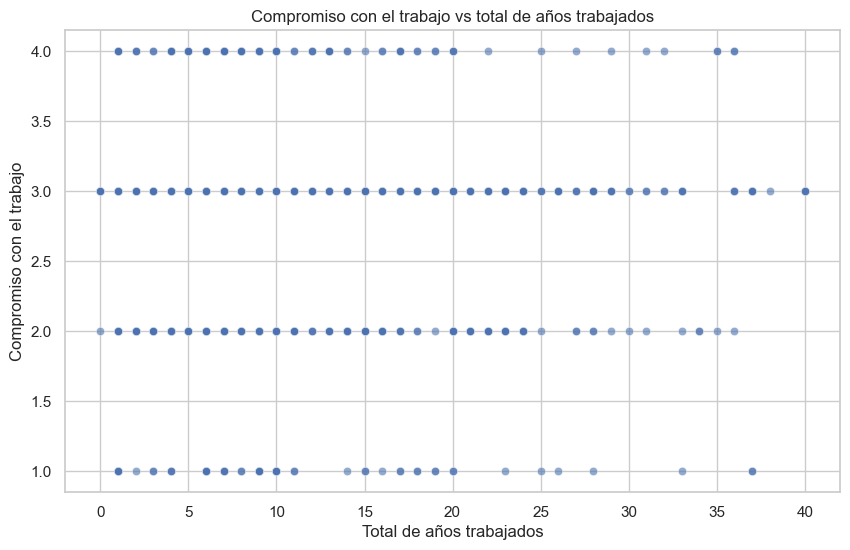 Compromiso con el trabajo vs total de años trabajados
Compromiso con el trabajo
4.0
3.5
3.0
2.5
2.0
1.5
1.0
0 5 10 15 20 25 30 35 40
Total de años trabajados